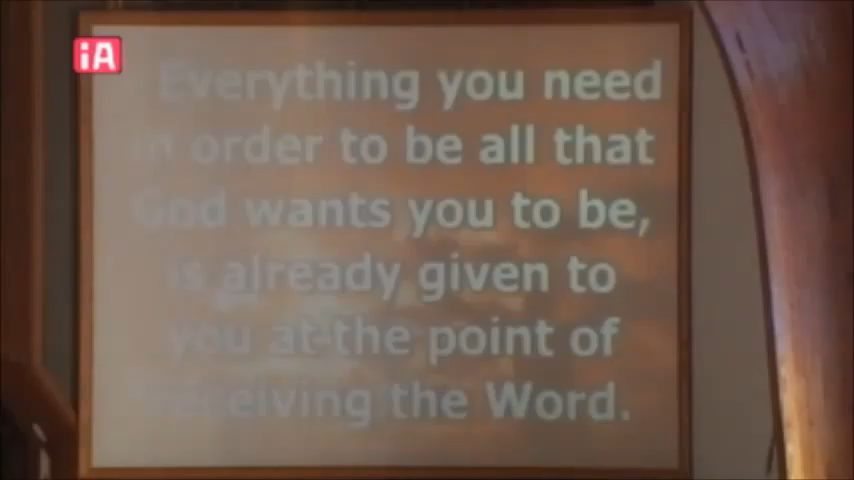 iA
Everything you need
in order to be all that
God wants you to be,
is already given to
you at the point of
receiving the Word.